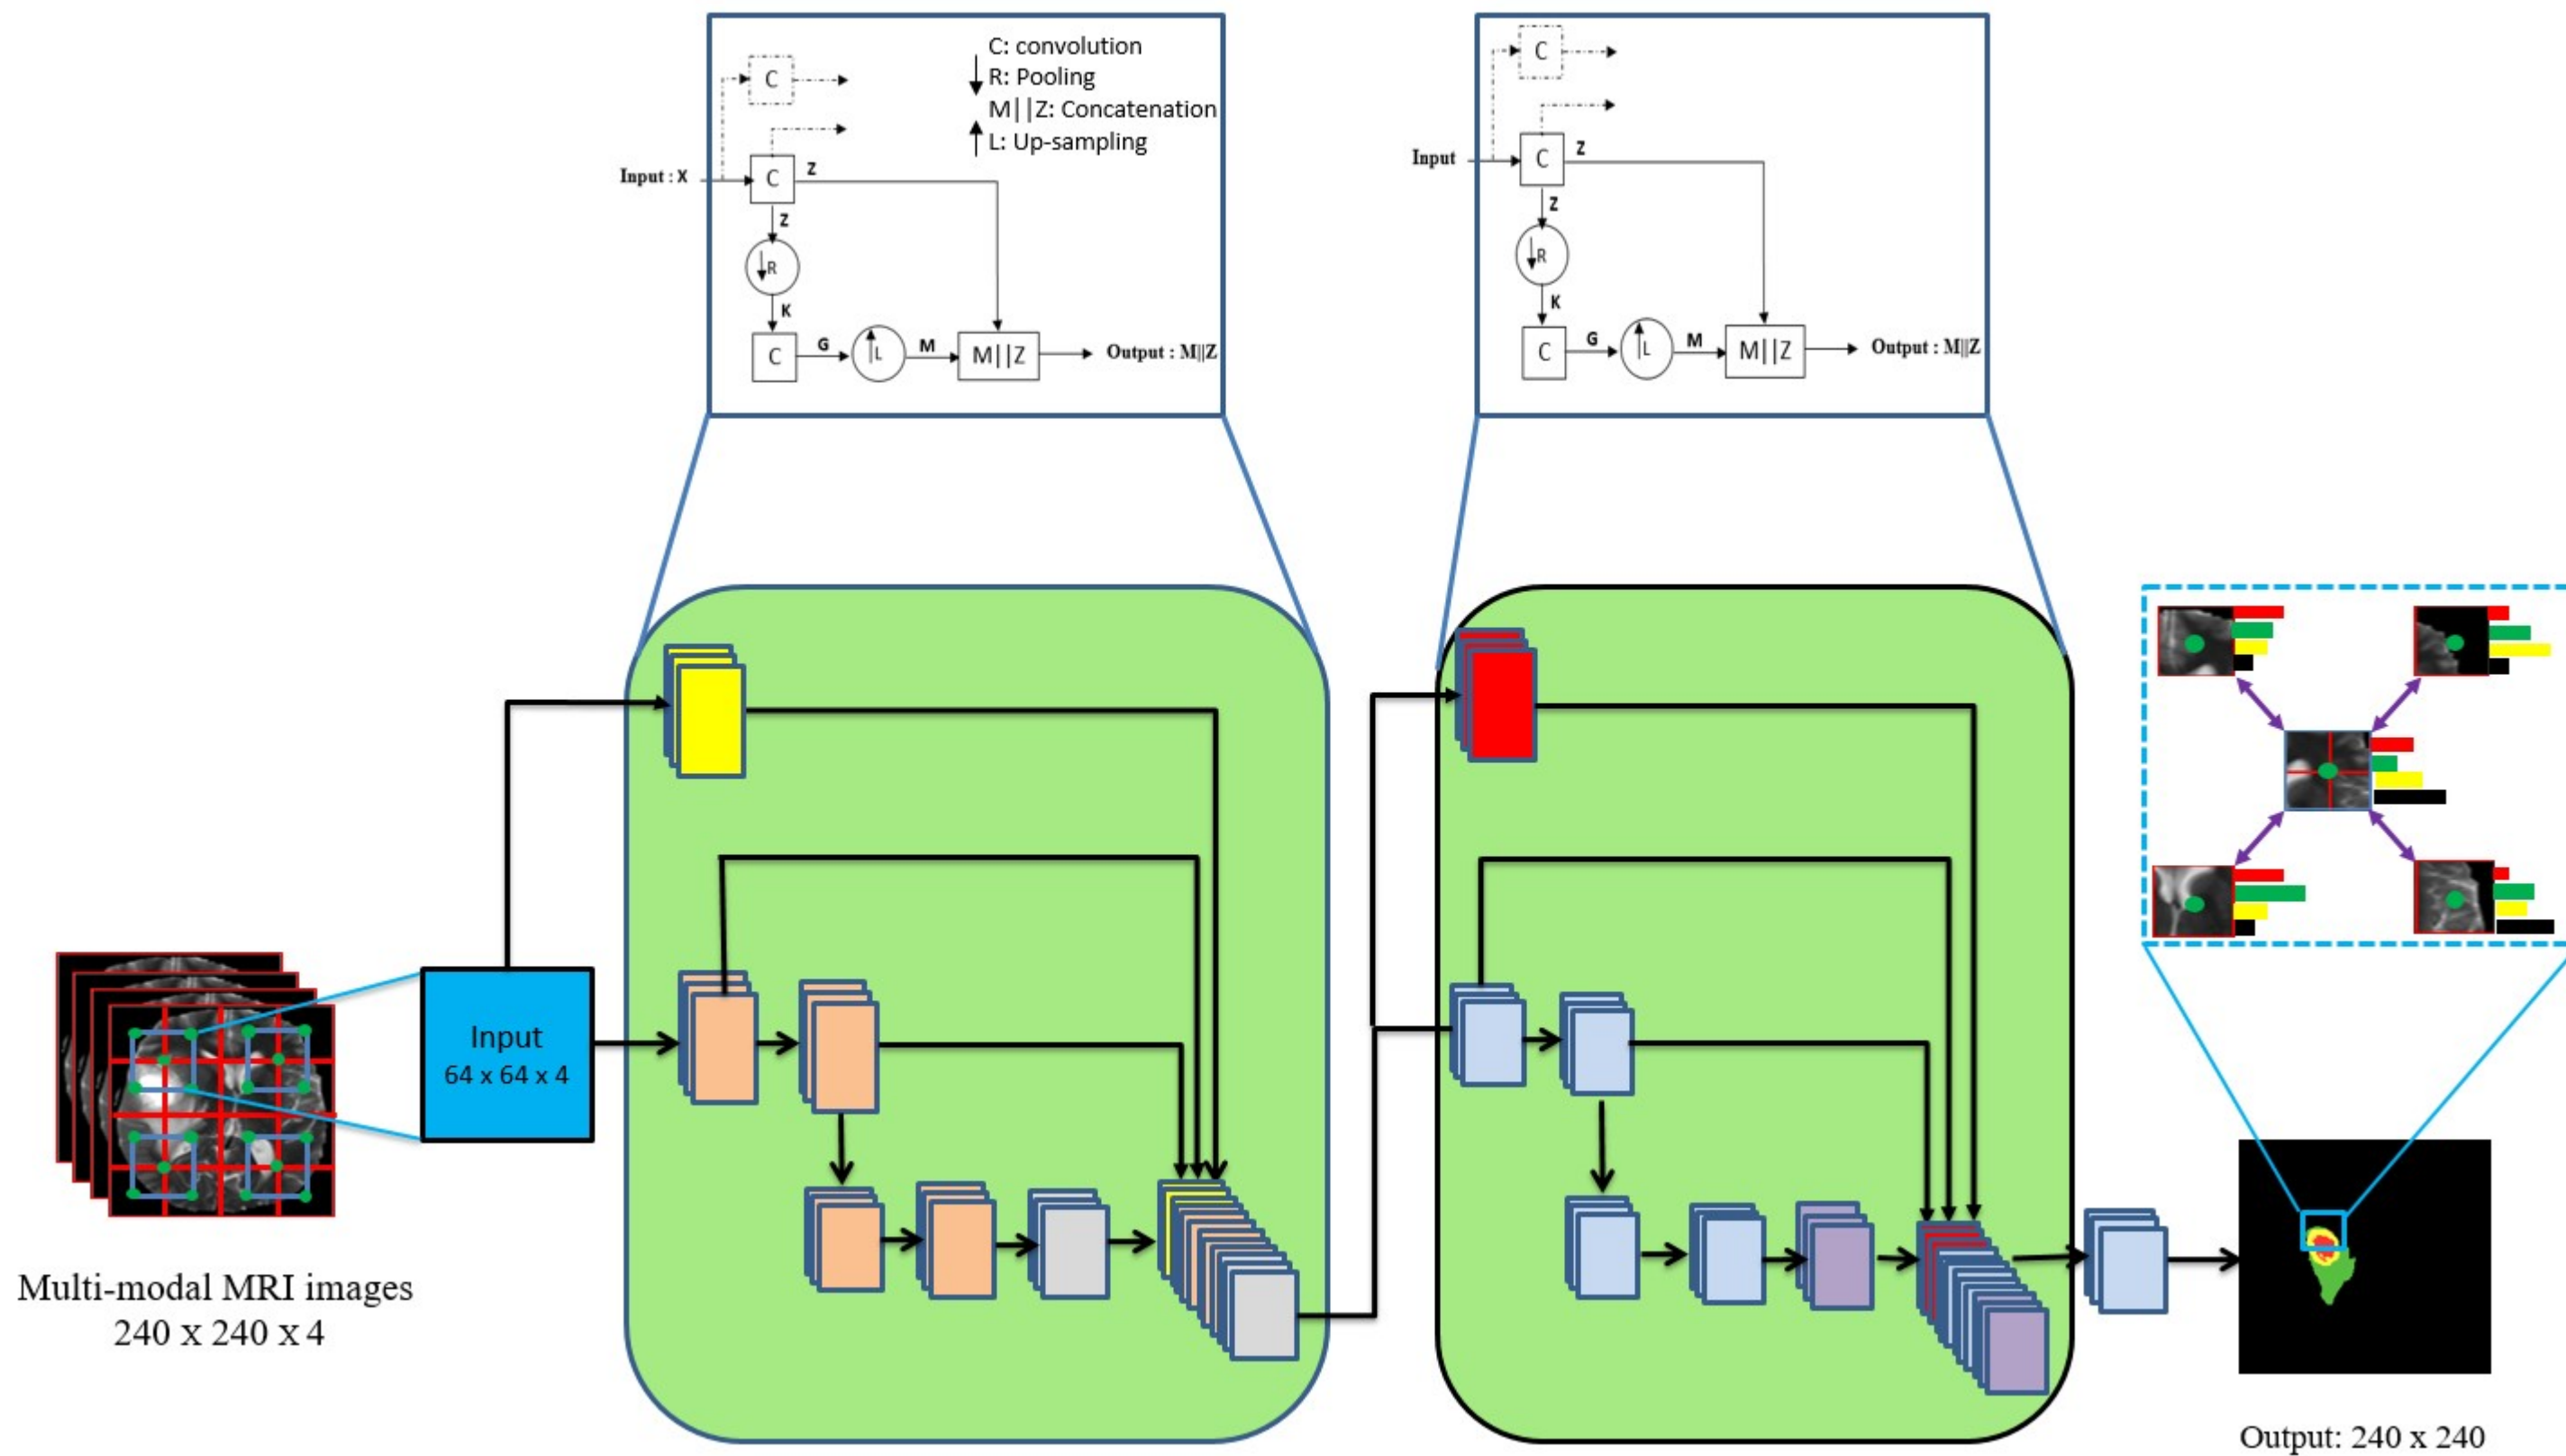 C: convolution
R: Pooling
M||Z: Concatenation
L: Up-sampling
C
Input : X
C
Z
Z
R
K
C
G
L
M
M||Z
Output : M||Z
C
Input
C
Z
Z
R
K
C
G
L
M
M||Z
Output : M||Z
Input
64 x 64 x 4
Multi-modal MRI images
240 x 240 x 4
Output: 240 x 240